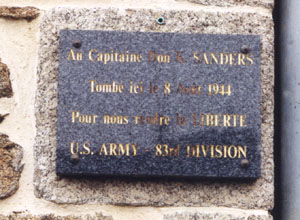 Au Capitaine Don R. SANDERS
Tombé ici le 8 Août 1944
Pour nous rendre la LIBERTE
U.S. ARMY - 83rd DIVISION